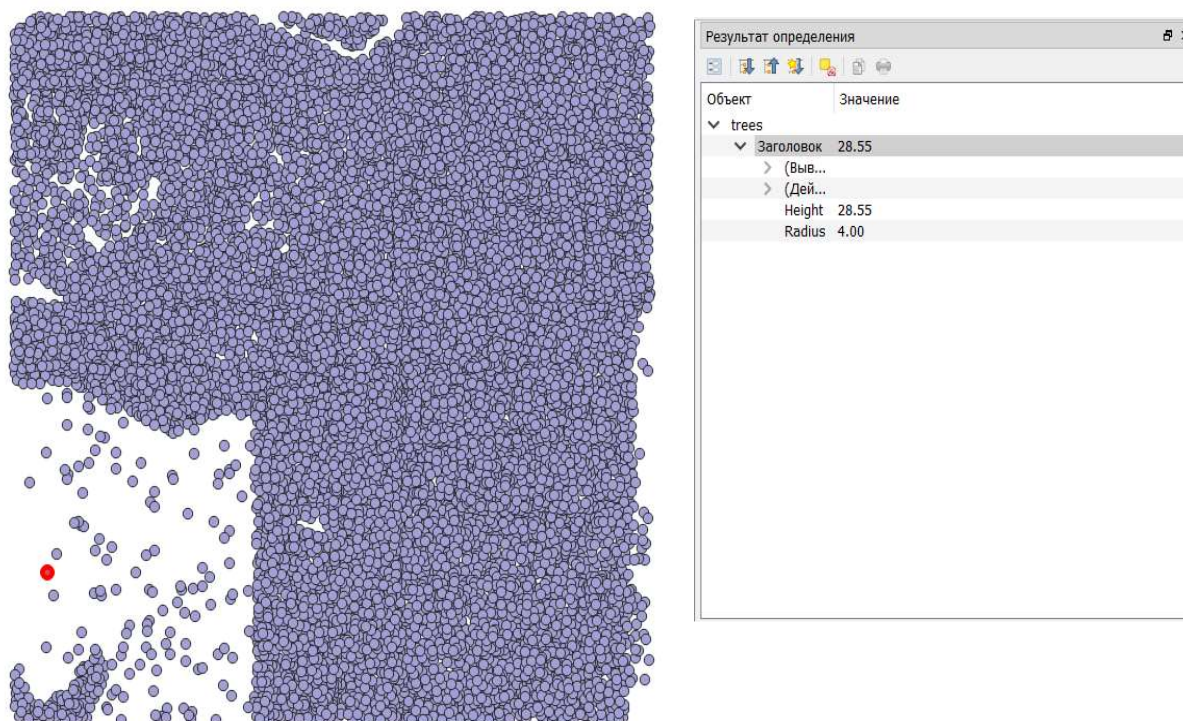 Результат определения
Объект Значение
trees
Заголовок 28.55
(Выв...
(Дей...
Height 28.55
Radius 4.00